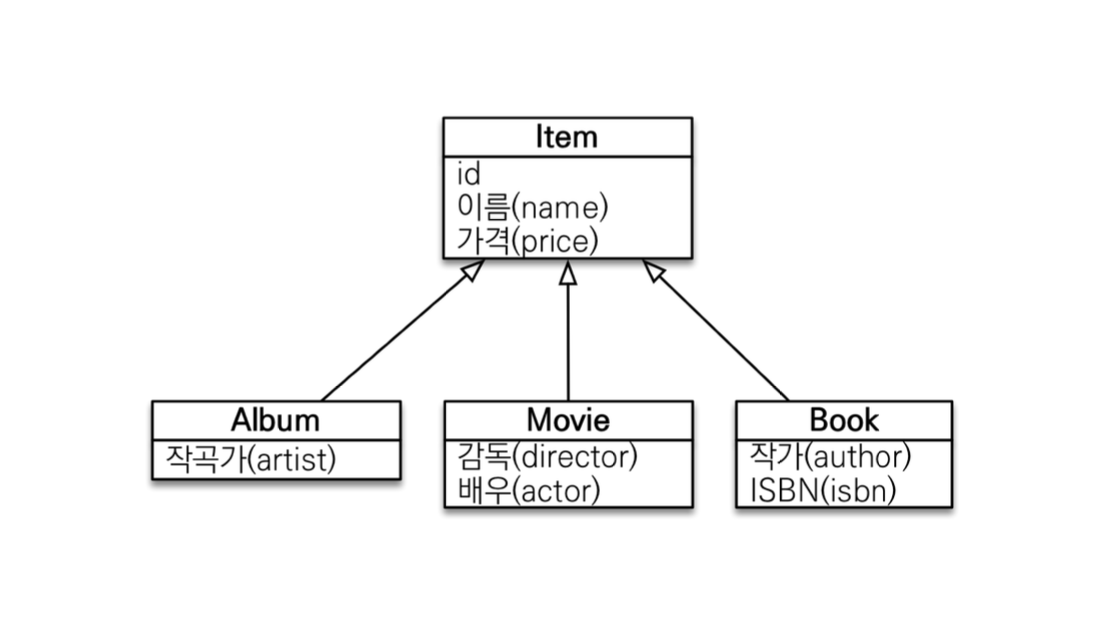 Item
id
이름(name)
가격(price)
Album
작곡가(artist)
Movie
감독(director)
배우(actor)
Book
작가(author)
ISBN(isbn)